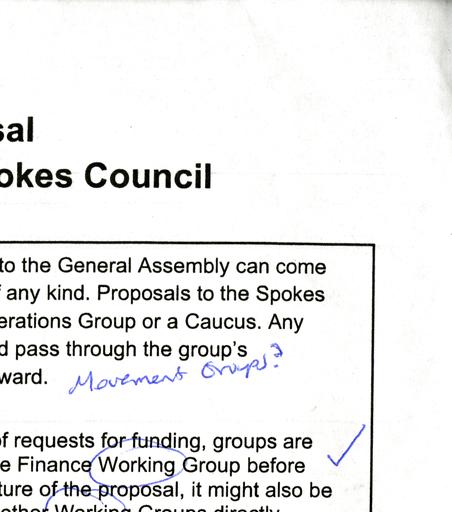 sal
okes Council
to the General Assembly can come
f any kind. Proposals to the Spokes
erations Group or a Caucus. Any
d pass through the group's
ward. Movement Groups?
of requests for funding, groups are
e Finance Working Group before
ture of the proposal, it might also be
other Working Groups directly